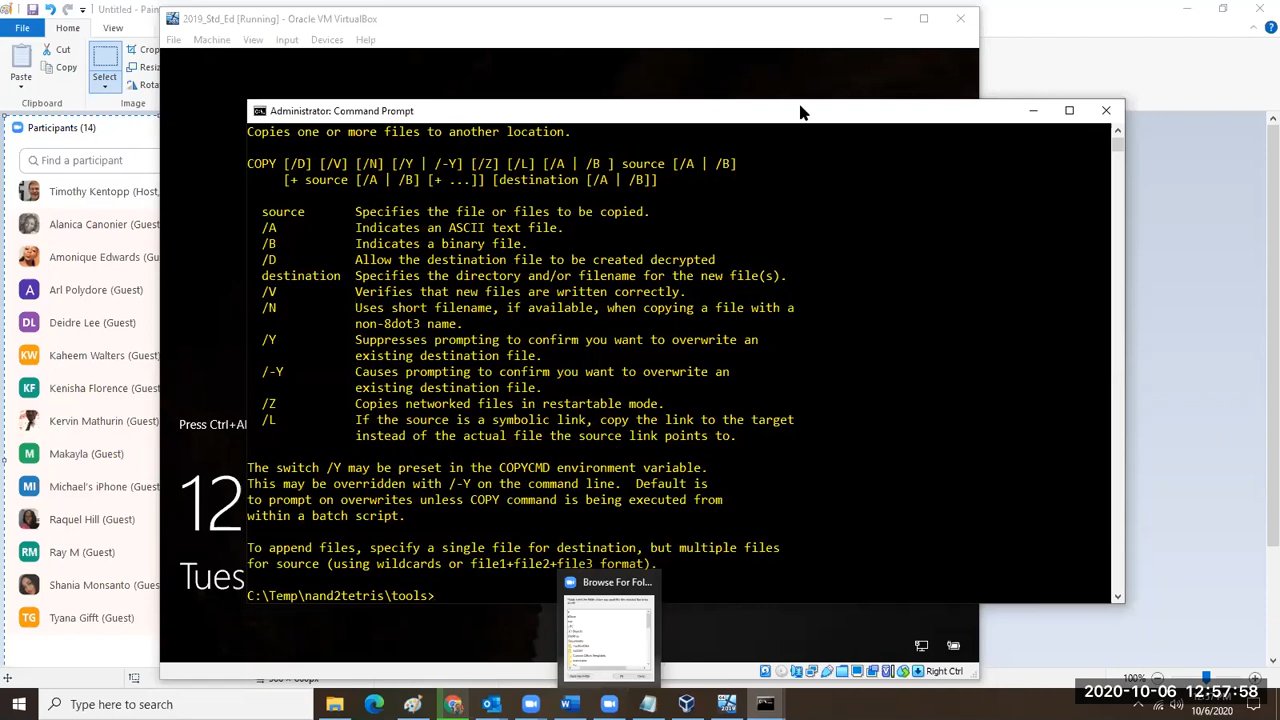 Untitled - Pain
2019_Std_Ed [Running] - Oracle VM VirtualBox
File Home View
File Machine View Input Devices Help
Paste
Cut
Copy
Clipboard
Select
Crop
Resiz
Rota
Image
Participants (14)
Find a participant
Timothy Kentopp (Host,
Alanica Canonier (Guest
Amonique Edwards (Gues
Arl Polydore (Guest)
DL Deidre Lee (Guest)
KW Kaheem Walters (Guest)
KF Kenisha Florence (Guest)
Kervin Mathurin (Guest)
M Makayla (Guest)
MI Michael's iPhone (Guest)
Raquel Hill (Guest)
RM Ray M (Guest)
Shania Monsanto (Guest)
TG Tyana Gifft (Guest)
Press Ctrl+Al
12
Tues
Administrator: Command Prompt
Copies one or more files to another location.
COPY [/D] [/V] [/N] [/Y | /-Y] [/Z] [/L] [/A | /B ] source [/A | /B]
[+ source [/A | /B] [+ ...]] [destination [/A | /B]]
source Specifies the file or files to be copied.
/A Indicates an ASCII text file.
/B Indicates a binary file.
/D Allow the destination file to be created decrypted
destination Specifies the directory and/or filename for the new file(s).
/V Verifies that new files are written correctly.
/N Uses short filename, if available, when copying a file with a
non-8dot3 name.
/Y Suppresses prompting to confirm you want to overwrite an
existing destination file.
/-Y Causes prompting to confirm you want to overwrite an
existing destination file.
/Z Copies networked files in restartable mode.
/L If the source is a symbolic link, copy the link to the target
instead of the actual file the source link points to.
The switch /Y may be preset in the COPYCMD environment variable.
This may be overridden with /-Y on the command line.  Default is
to prompt on overwrites unless COPY command is being executed from
within a batch script.
To append files, specify a single file for destination, but multiple files
for source (using wildcards or file1+file2+file3 format).
C:\Temp\nand2tetris\tools>
Browse For Fol...
Right Ctrl
100%
Type here to search
2020-10-06 12:57:58
10/6/2020